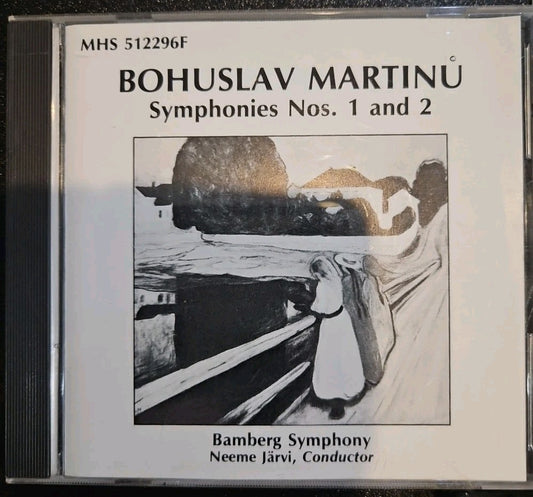 MHS 512296F
BOHUSLAV MARTINŮ
Symphonies Nos. 1 and 2
Bamberg Symphony
Neeme Järvi, Conductor